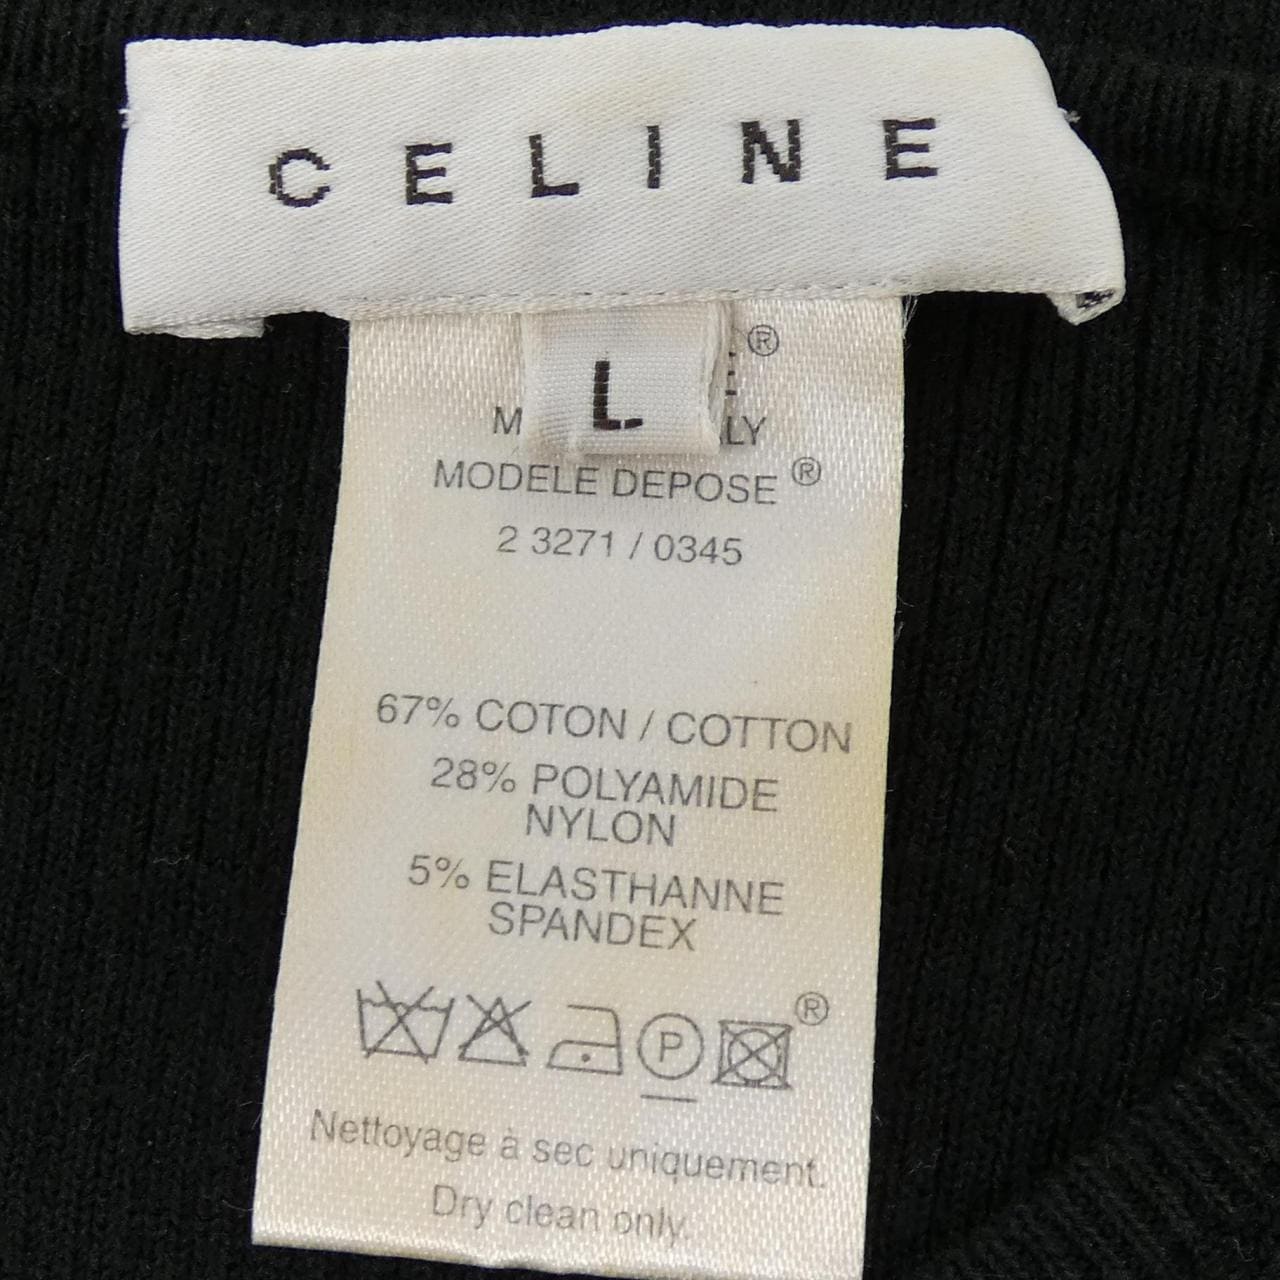 CELINE
L
®
MODELE DEPOSE ®
2 3271 / 0345
67% COTON / COTTON
28% POLYAMIDE
NYLON
5% ELASTHANNE
SPANDEX
P ®
Nettoyage à sec uniquement.
Dry clean only.